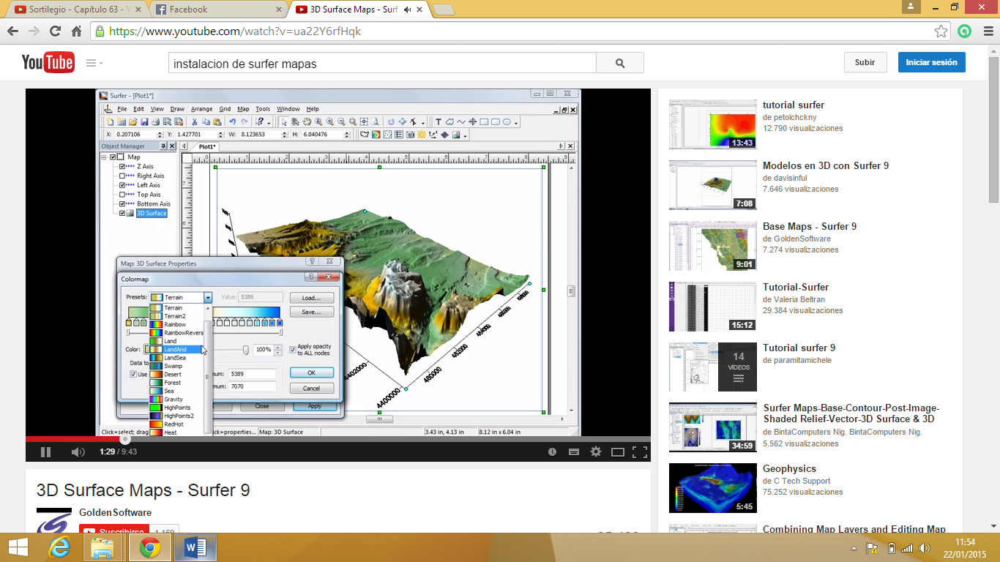 Sortilegio - Capítulo 63 - Y
Facebook
3D Surface Maps - Surf
https://www.youtube.com/watch?v=ua22Y6rfHqk
YouTube
instalacion de surfer mapas
Subir
Iniciar sesión
Surfer - [Plot1*]
File Edit View Draw Arrange Grid Map Tools Window Help
X: 0.207106 Y: 1.427701 W: 8.123653 H: 6.040476
Object Manager
Plot1*
Map
Z Axis
Right Axis
Left Axis
Top Axis
Bottom Axis
3D Surface
Map: 3D Surface Properties
Colormap
Presets: Terrain
Value: 5389
Load...
Save...
Terrain
Terrain2
Rainbow
RainbowRevers
Land
LandArid
LandSea
Swamp
Desert
Forest
Sea
Gravity
HighPoints
HighPoints2
RedHot
Heat
Color:
100%
Apply opacity
to ALL nodes
Data to
Use
mum: 5389
mum: 7070
OK
Cancel
Close
Apply
4402000
4400000
480000
482000
Click=select; drag
ick=properties... Map: 3D Surface
3.43 in, 4.13 in
8.12 in x 6.04 in
1:29 / 9:43
3D Surface Maps - Surfer 9
GoldenSoftware
Suscribirse
1.169
tutorial surfer
de petolchckny
12.790 visualizaciones
13:43
Modelos en 3D con Surfer 9
de davisinful
7.646 visualizaciones
7:08
Base Maps - Surfer 9
de GoldenSoftware
7.274 visualizaciones
9:01
Tutorial-Surfer
de Valeria Beltran
29.384 visualizaciones
15:12
Tutorial surfer 9
de paramitamichele
14
VÍDEOS
Surfer Maps-Base-Contour-Post-Image-
Shaded Relief-Vector-3D Surface & 3D
de BintaComputers Nig. BintaComputers Nig.
5.562 visualizaciones
34:59
Geophysics
de C Tech Support
75.252 visualizaciones
5:45
Combining Map Layers and Editing Map
11:54
22/01/2015